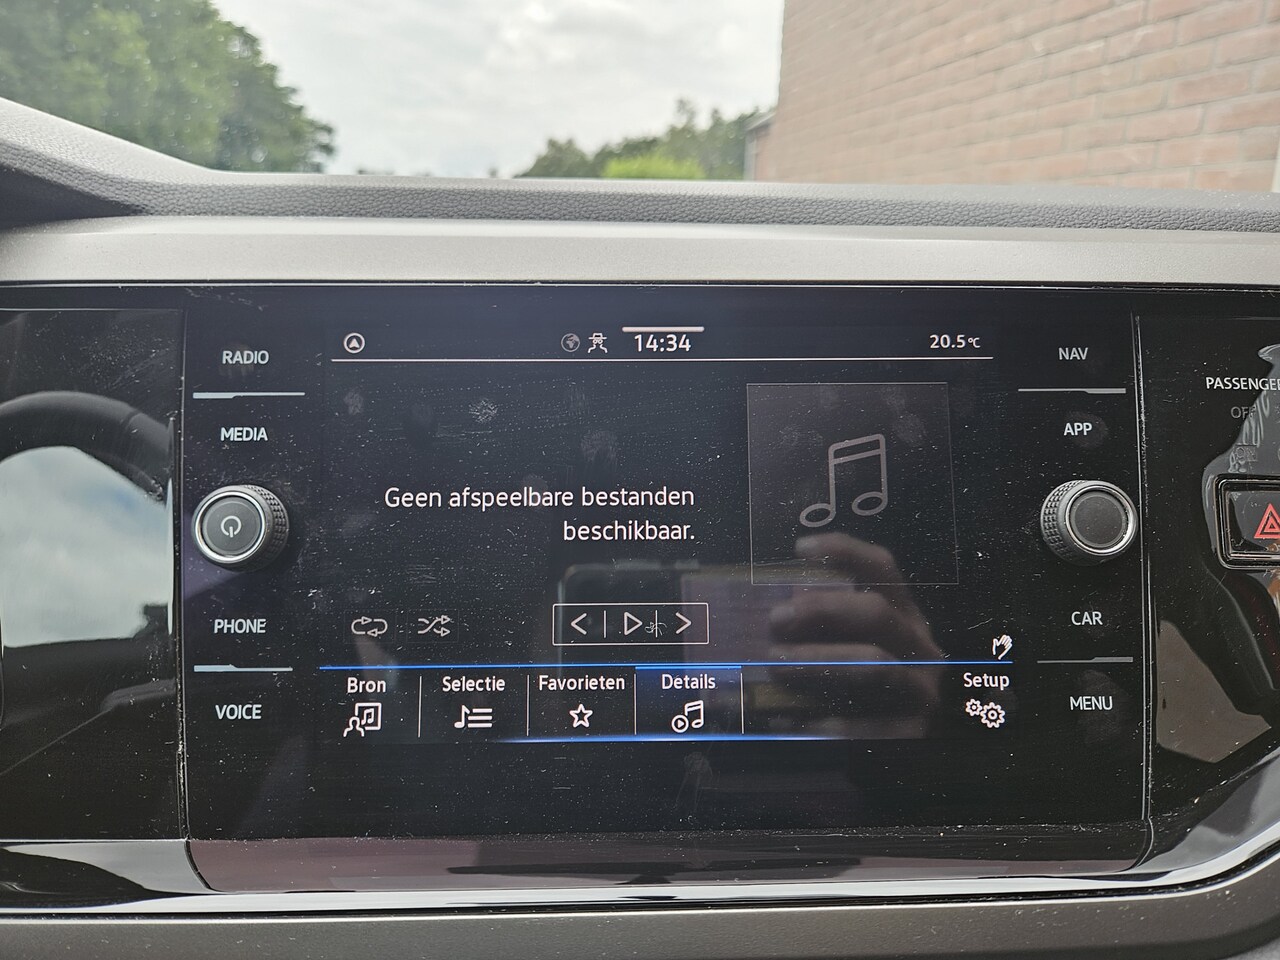 14:34
20.5°C
RADIO
MEDIA
PHONE
VOICE
Geen afspeelbare bestanden
beschikbaar.
Bron
Selectie
Favorieten
Details
Setup
NAV
APP
CAR
MENU